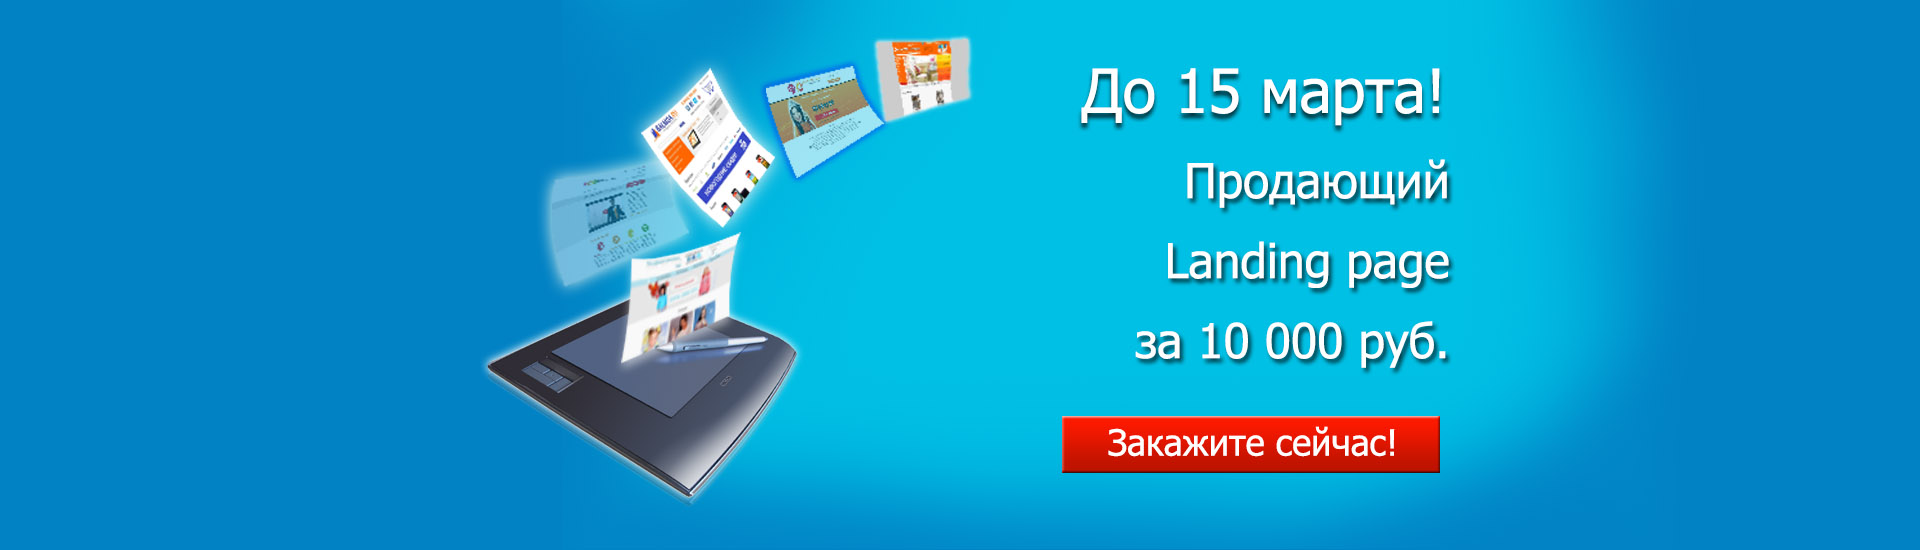 До 15 марта!
Продающий
Landing page
за 10 000 руб.
Закажите сейчас!